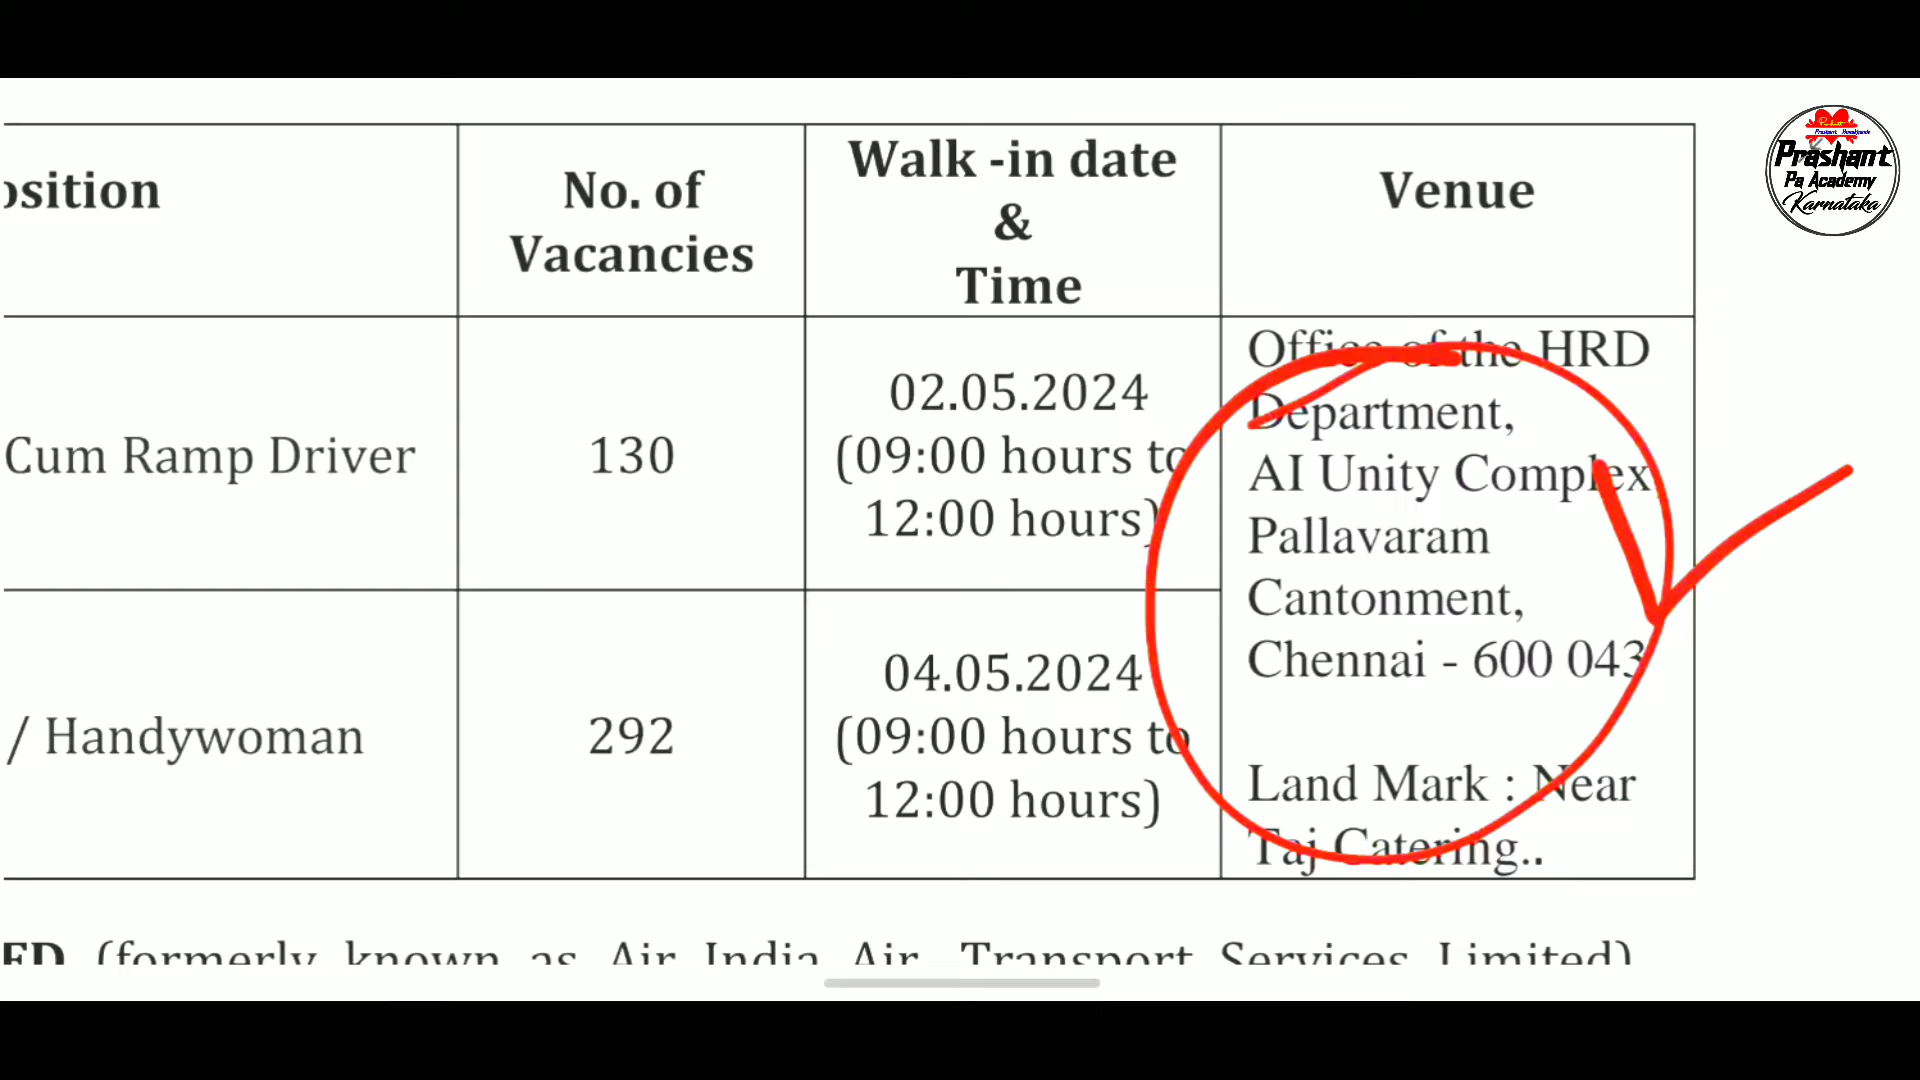 osition
No. of
Vacancies
Walk -in date
&
Time
Venue
Cum Ramp Driver
130
02.05.2024
(09:00 hours to
12:00 hours)
Office of the HRD
Department,
AI Unity Complex,
Pallavaram
Cantonment,
Chennai - 600 043
Land Mark : Near
Taj Catering..
/ Handywoman
292
04.05.2024
(09:00 hours to
12:00 hours)
ED (formerly known as Air India Air Transport Services Limited)
Prashant
Pa Academy
Karnataka